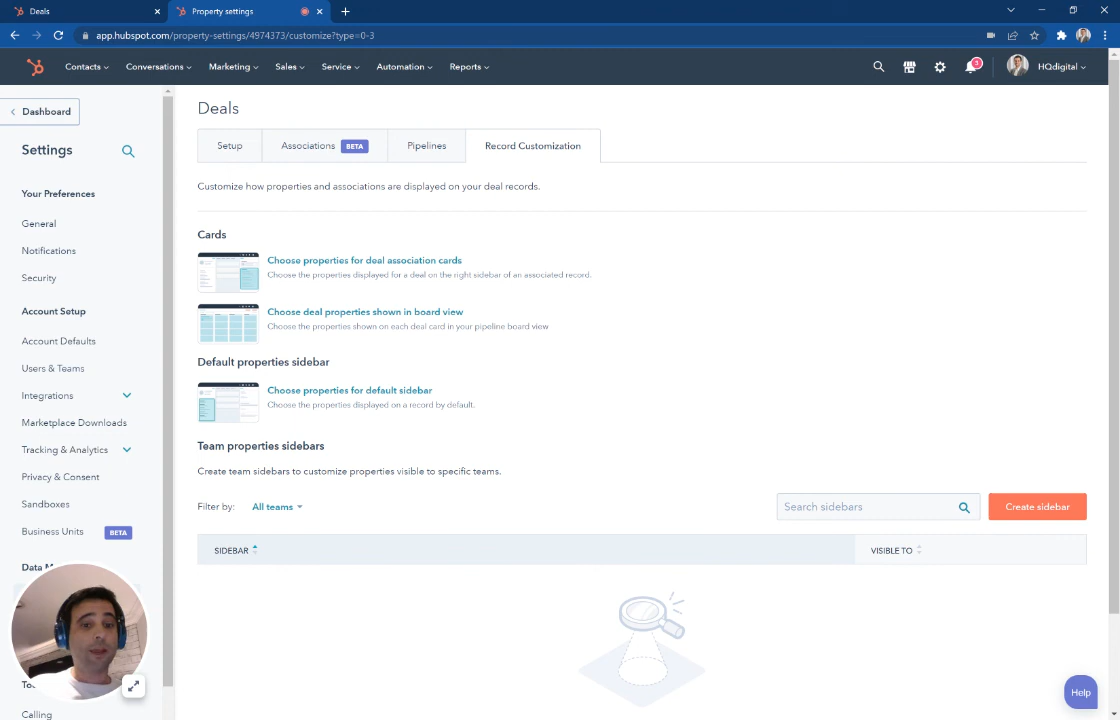 Deals
Property settings
app.hubspot.com/property-settings/4974373/customize?type=0-3
Contacts
Conversations
Marketing
Sales
Service
Automation
Reports
3
HQdigital
Dashboard
Settings
Your Preferences
General
Notifications
Security
Account Setup
Account Defaults
Users & Teams
Integrations
Marketplace Downloads
Tracking & Analytics
Privacy & Consent
Sandboxes
Business Units BETA
Data M
Calling
Deals
Setup
Associations BETA
Pipelines
Record Customization
Customize how properties and associations are displayed on your deal records.
Cards
Choose properties for deal association cards
Choose the properties displayed for a deal on the right sidebar of an associated record.
Choose deal properties shown in board view
Choose the properties shown on each deal card in your pipeline board view
Default properties sidebar
Choose properties for default sidebar
Choose the properties displayed on a record by default.
Team properties sidebars
Create team sidebars to customize properties visible to specific teams.
Filter by: All teams
Search sidebars
Create sidebar
SIDEBAR
VISIBLE TO
Help